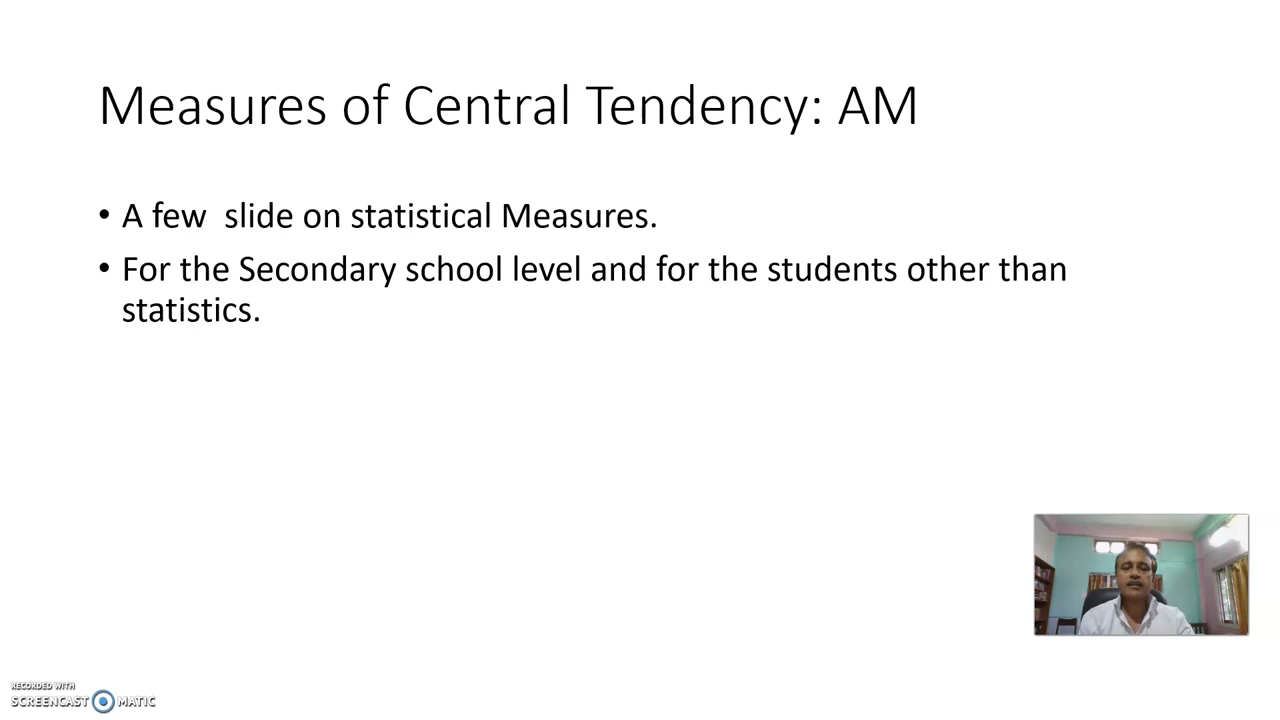 Measures of Central Tendency: AM
• A few  slide on statistical Measures.
• For the Secondary school level and for the students other than
statistics.
RECORDED WITH
SCREENCAST MATIC